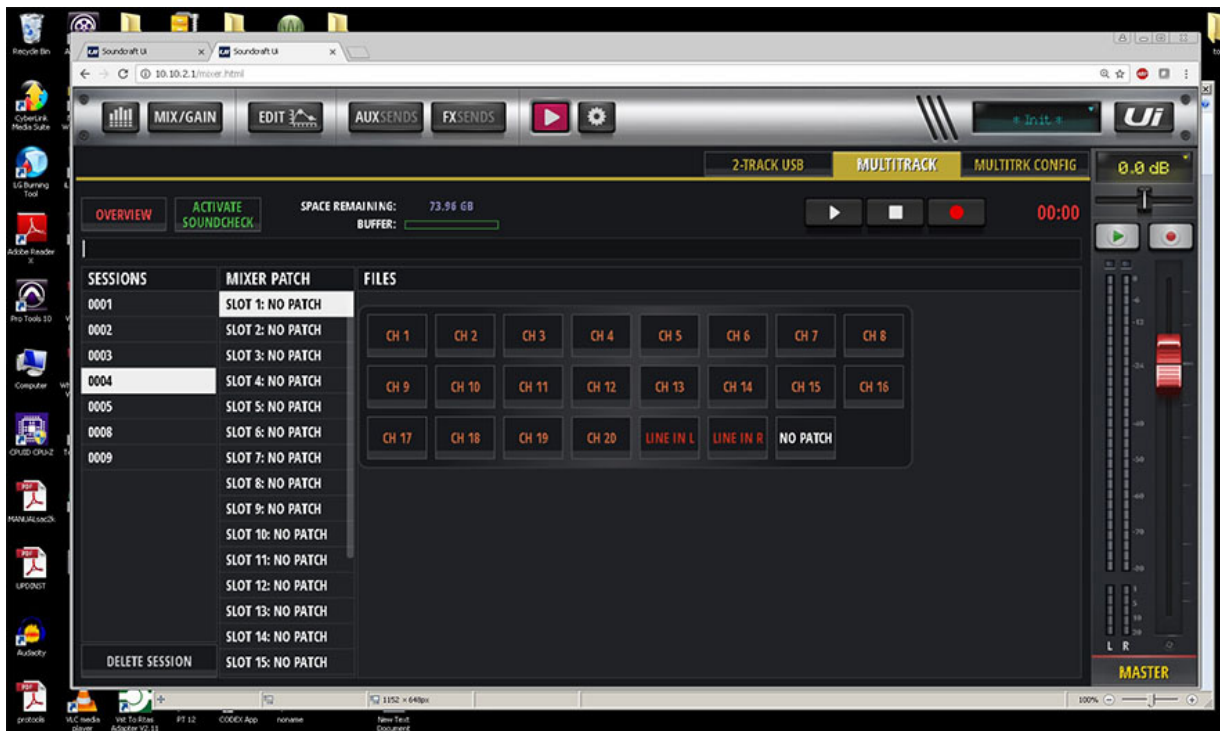 Recycle Bin
Soundcraft Ui
x
Soundcraft Ui
x
10.10.2.1/mixer.html
CyberLink
Media Suite
MIX/GAIN
EDIT
AUXSENDS
FXSENDS
* Init *
Ui
2-TRACK USB
MULTITRACK
MULTITRK CONFIG
0.0 dB
LG Burning
Tool
OVERVIEW
ACTIVATE
SOUNDCHECK
SPACE REMAINING: 73.96 GB
BUFFER:
00:00
Adobe Reader
X
SESSIONS
MIXER PATCH
FILES
0001
SLOT 1: NO PATCH
0002
SLOT 2: NO PATCH
0003
SLOT 3: NO PATCH
0004
SLOT 4: NO PATCH
0005
SLOT 5: NO PATCH
0008
SLOT 6: NO PATCH
0009
SLOT 7: NO PATCH
SLOT 8: NO PATCH
SLOT 9: NO PATCH
SLOT 10: NO PATCH
SLOT 11: NO PATCH
SLOT 12: NO PATCH
SLOT 13: NO PATCH
SLOT 14: NO PATCH
SLOT 15: NO PATCH
CH 1 CH 2 CH 3 CH 4 CH 5 CH 6 CH 7 CH 8
CH 9 CH 10 CH 11 CH 12 CH 13 CH 14 CH 15 CH 16
CH 17 CH 18 CH 19 CH 20 LINE IN L LINE IN R NO PATCH
DELETE SESSION
L R
MASTER
Pro Tools 10
Computer
CPUID CPU-Z
MANUALsac2k
UPDINST
Audacity
protools
VLC media
player
Vst To Rtas
Adapter V2.11
PT 12
CODEX App
noname
New Text
Document
1152 × 648px
100%